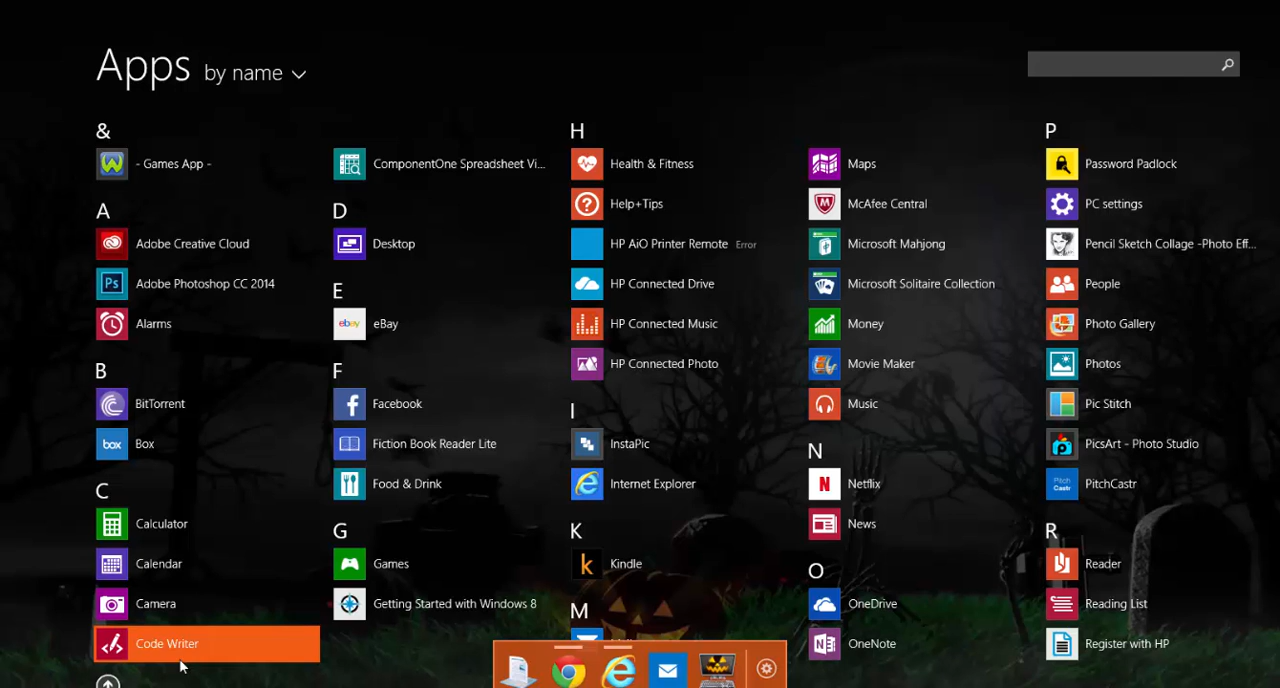 Apps by name
&
- Games App -
A
Adobe Creative Cloud
Adobe Photoshop CC 2014
Alarms
B
BitTorrent
box Box
C
Calculator
Calendar
Camera
Code Writer
ComponentOne Spreadsheet Vi...
D
Desktop
E
ebay eBay
F
Facebook
Fiction Book Reader Lite
Food & Drink
G
Games
Getting Started with Windows 8
H
Health & Fitness
Help+Tips
HP AiO Printer Remote Error
HP Connected Drive
HP Connected Music
HP Connected Photo
I
InstaPic
Internet Explorer
K
Kindle
M
Maps
McAfee Central
Microsoft Mahjong
Microsoft Solitaire Collection
Money
Movie Maker
Music
N
Netflix
News
O
OneDrive
OneNote
P
Password Padlock
PC settings
Pencil Sketch Collage -Photo Eff...
People
Photo Gallery
Photos
Pic Stitch
PicsArt - Photo Studio
Pitch Castr PitchCastr
R
Reader
Reading List
Register with HP